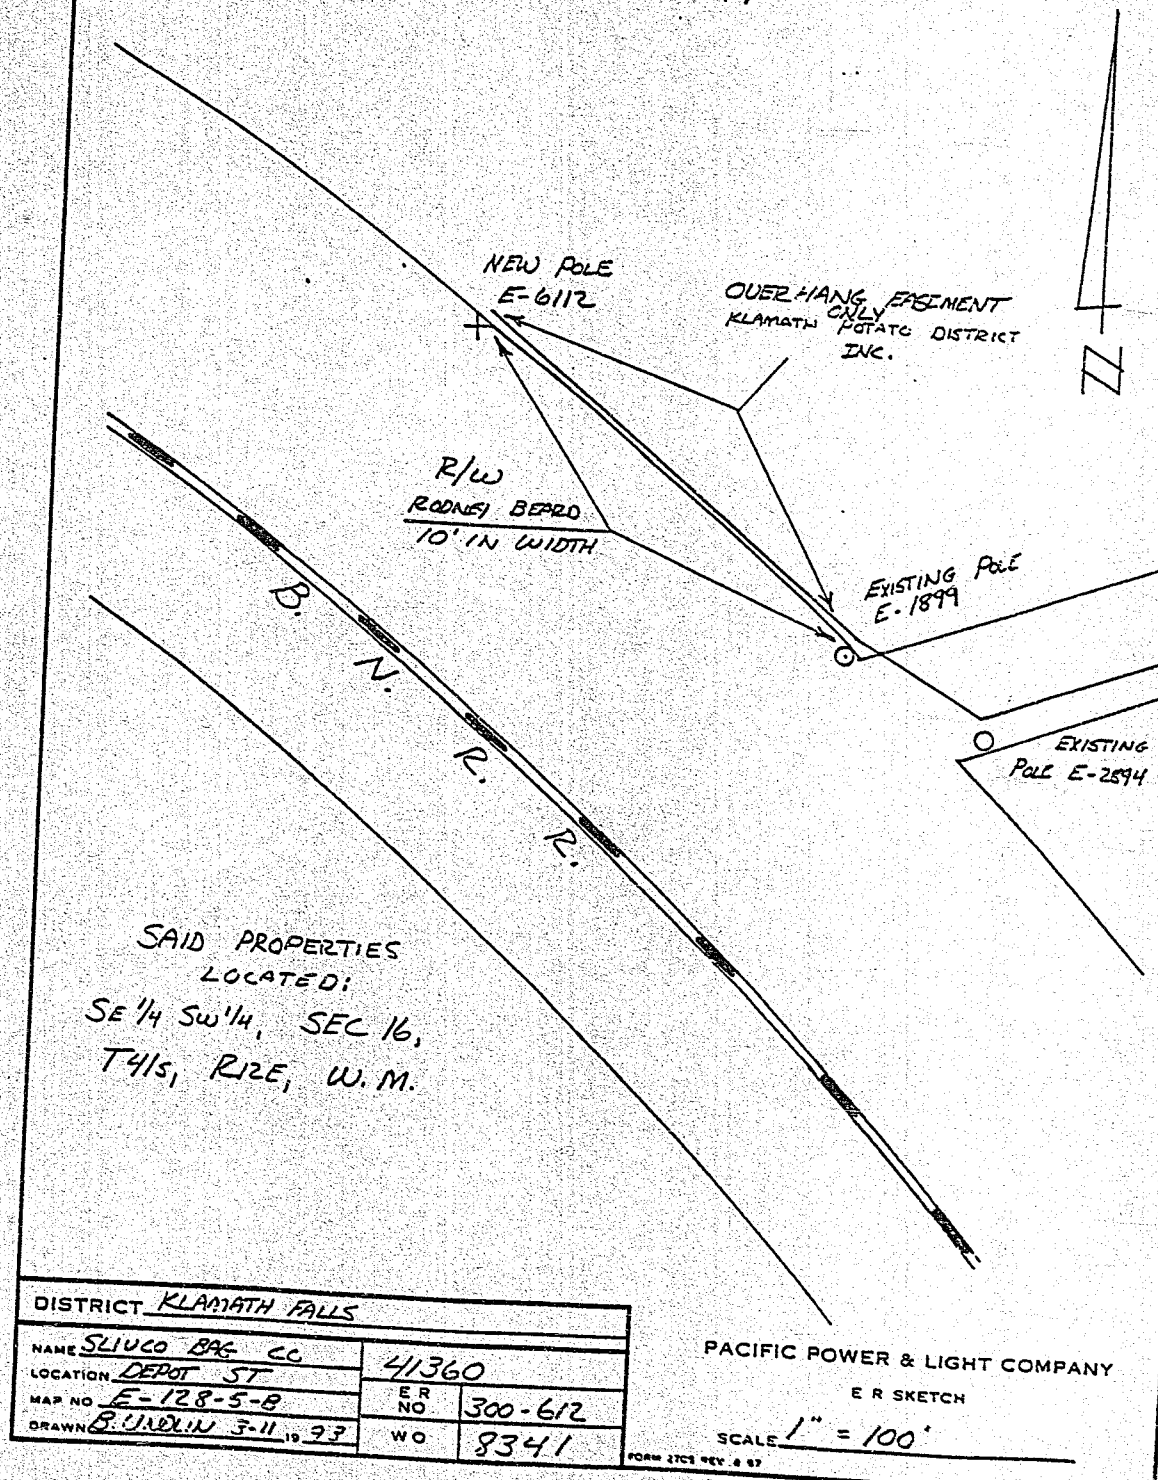 NEW POLE
E-6112
OVERHANG EASEMENT
ONLY
KLAMATH POTATO DISTRICT
INC.
N
R/W
RODNEY BEARD
10' IN WIDTH
EXISTING POLE
E-1899
EXISTING
POLE E-2594
B.
N.
R.
R.
SAID PROPERTIES
LOCATED:
SE 1/4 SW 1/4, SEC 16,
T41S, R12E, W.M.
DISTRICT KLAMATH FALLS
NAME BAG CO
LOCATION DEPOT ST
MAP NO E-128-5-B
DRAWN B. 3-11 19
41360
E R NO 300-612
W O 8341
PACIFIC POWER & LIGHT COMPANY
E R SKETCH
SCALE 1" = 100'
FORM REV